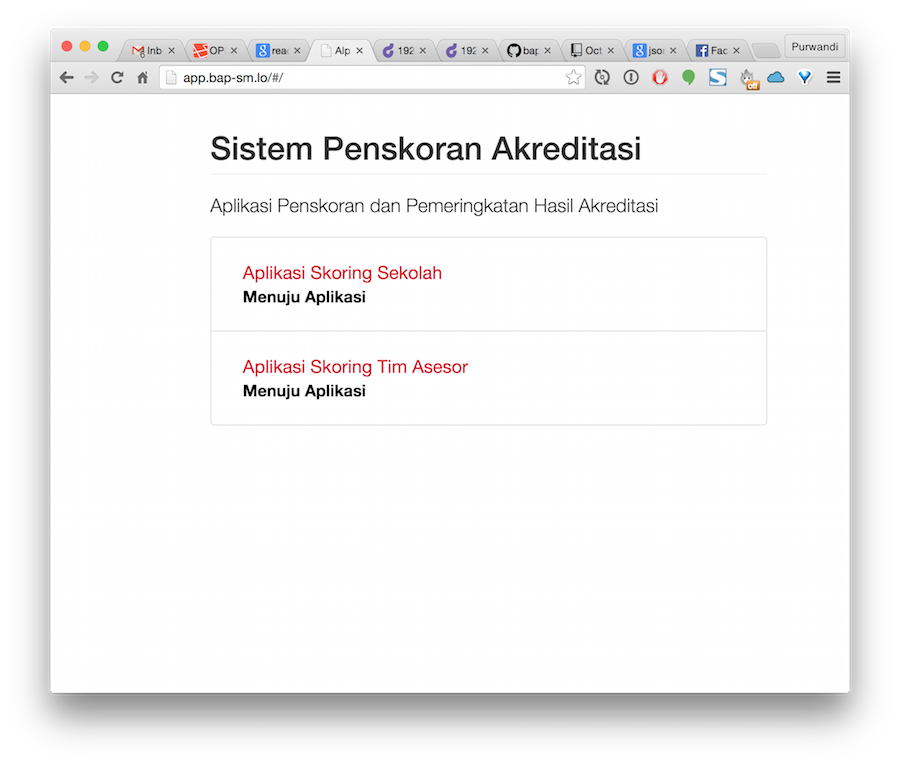 Inb
OP
rea
Alp
192
192
bap
Oct
jso
Fac
Purwandi
app.bap-sm.lo/#/
Off
Sistem Penskoran Akreditasi
Aplikasi Penskoran dan Pemeringkatan Hasil Akreditasi
Aplikasi Skoring Sekolah
Menuju Aplikasi
Aplikasi Skoring Tim Asesor
Menuju Aplikasi